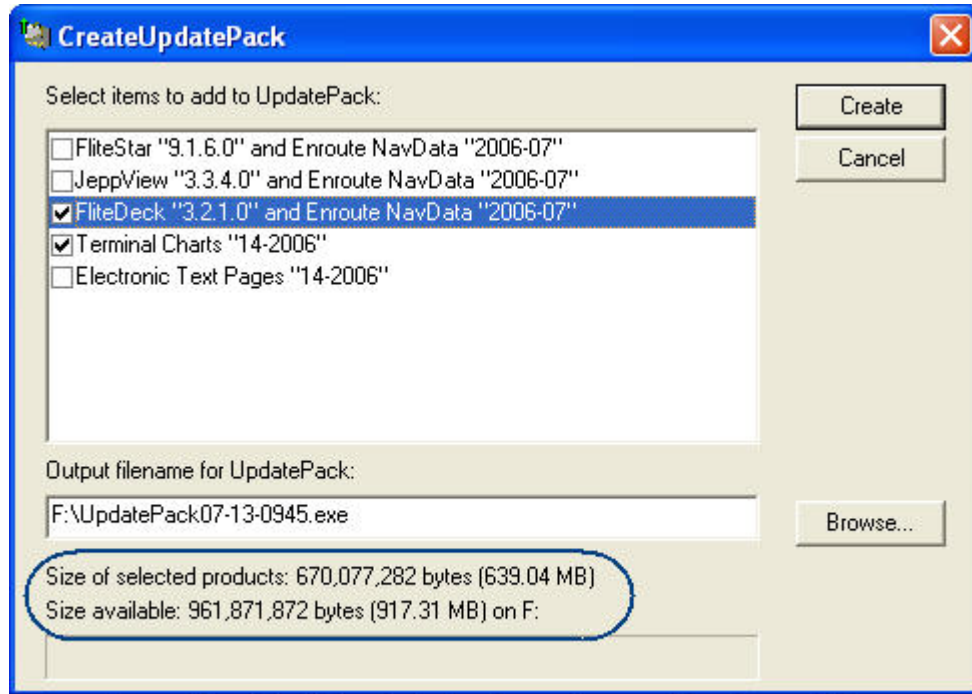 CreateUpdatePack
Select items to add to UpdatePack:
FliteStar "9.1.6.0" and Enroute NavData "2006-07"
JeppView "3.3.4.0" and Enroute NavData "2006-07"
FliteDeck "3.2.1.0" and Enroute NavData "2006-07"
Terminal Charts "14-2006"
Electronic Text Pages "14-2006"
Create
Cancel
Output filename for UpdatePack:
F:\UpdatePack07-13-0945.exe
Browse...
Size of selected products: 670,077,282 bytes (639.04 MB)
Size available: 961,871,872 bytes (917.31 MB) on F: